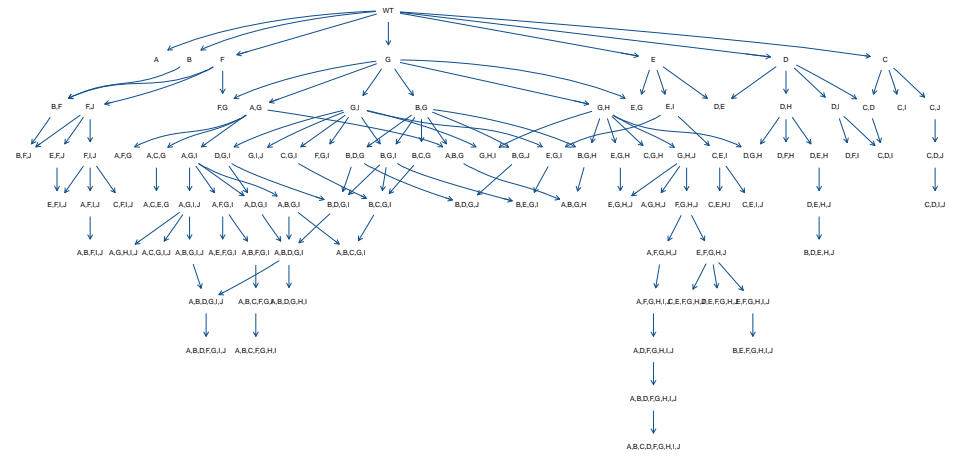 WT
A B F G E D C
B,F F,J F,G A,G G,I B,G G,H E,G E,I D,E D,H D,I C,D C,I C,J
B,F,J E,F,J F,I,J A,F,G A,C,G A,G,I D,G,I G,I,J C,G,I F,G,I B,D,G B,G,I B,C,G A,B,G G,H,I B,G,J E,G,I B,G,H E,G,H C,G,H G,H,J C,E,I D,G,H D,F,H D,E,H D,F,I C,D,I C,D,J
E,F,I,J A,F,I,J C,F,I,J A,C,E,G A,G,I,J A,F,G,I A,D,G,I A,B,G,I B,D,G,I B,C,G,I B,D,G,J B,E,G,I A,B,G,H E,G,H,J A,G,H,J F,G,H,J C,E,H,I C,E,I,J D,E,H,J C,D,I,J
A,B,F,I,J A,G,H,I,J A,C,G,I,J A,B,G,I,J A,E,F,G,I A,B,F,G,I A,B,D,G,I A,B,C,G,I A,F,G,H,J E,F,G,H,J B,D,E,H,J
A,B,D,G,I,J A,B,C,F,G,I A,B,D,G,H,I A,F,G,H,I,J C,E,F,G,H,J D,E,F,G,H,J E,F,G,H,I,J
A,B,D,F,G,I,J A,B,C,F,G,H,I A,D,F,G,H,I,J B,E,F,G,H,I,J
A,B,D,F,G,H,I,J
A,B,C,D,F,G,H,I,J